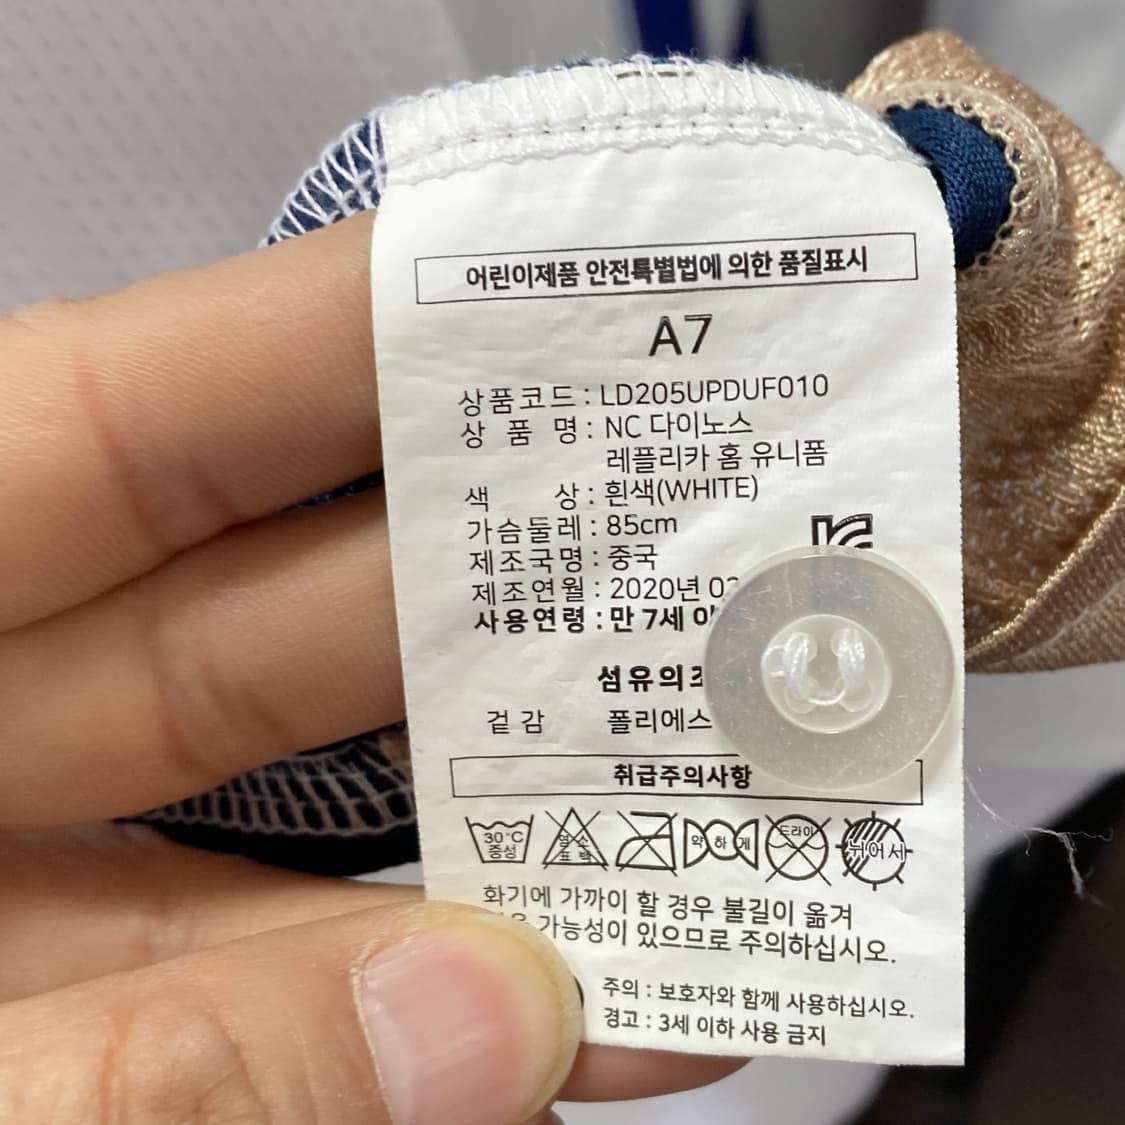 어린이제품 안전특별법에 의한 품질표시
A7
상품코드 : LD205UPDUF010
상 품 명 : NC 다이노스
레플리카 홈 유니폼
색 상 : 흰색(WHITE)
가슴둘레 : 85cm
제조국명 : 중국
제조연월 : 2020년
사용연령 : 만 7세
섬유의
겉감
취급주의사항
30°C 중성
염소 표백
약하게
드라이
뉘어서
화기에 가까이 할 경우 불길이 옮겨
가능성이 있으므로 주의하십시오.
주의 : 보호자와 함께 사용하십시오.
경고 : 3세 이하 사용 금지